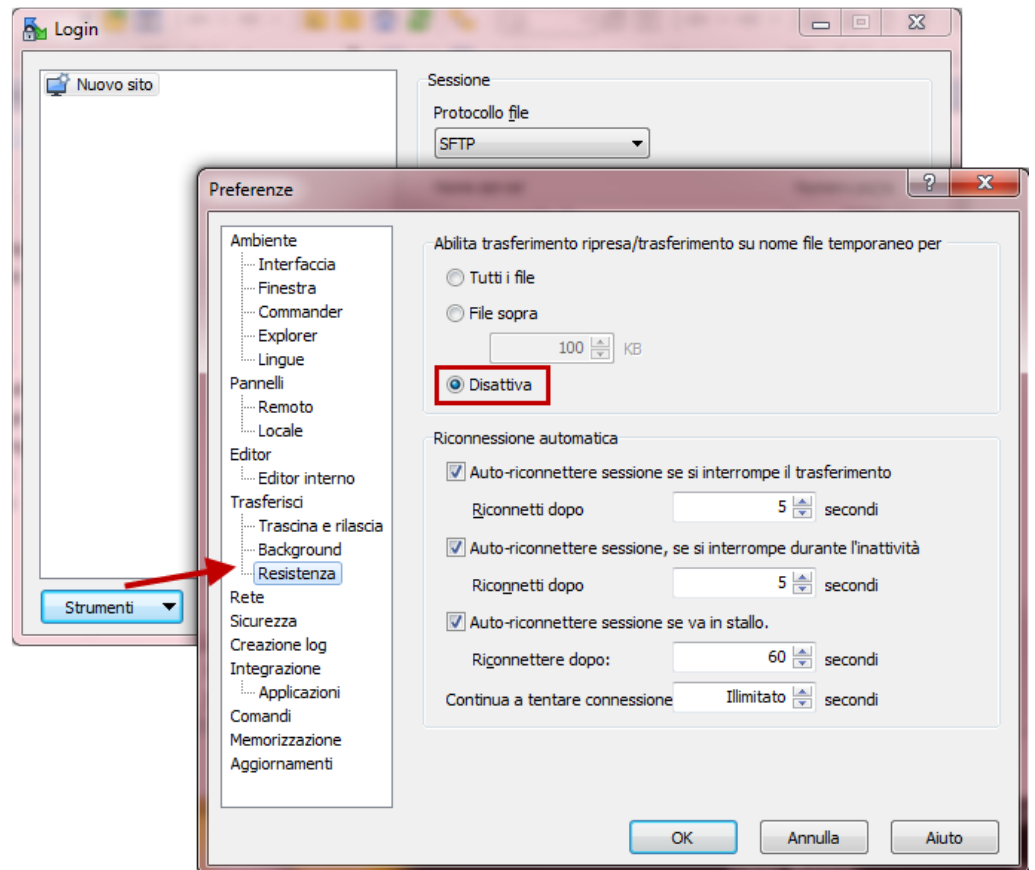 Login
Nuovo sito
Sessione
Protocollo file
SFTP
Strumenti
Preferenze
Ambiente
Interfaccia
Finestra
Commander
Explorer
Lingue
Pannelli
Remoto
Locale
Editor
Editor interno
Trasferisci
Trascina e rilascia
Background
Resistenza
Rete
Sicurezza
Creazione log
Integrazione
Applicazioni
Comandi
Memorizzazione
Aggiornamenti
Abilita trasferimento ripresa/trasferimento su nome file temporaneo per
Tutti i file
File sopra
100 KB
Disattiva
Riconnessione automatica
Auto-riconnettere sessione se si interrompe il trasferimento
Riconnetti dopo 5 secondi
Auto-riconnettere sessione, se si interrompe durante l'inattività
Riconnetti dopo 5 secondi
Auto-riconnettere sessione se va in stallo.
Riconnettere dopo: 60 secondi
Continua a tentare connessione Illimitato secondi
OK Annulla Aiuto